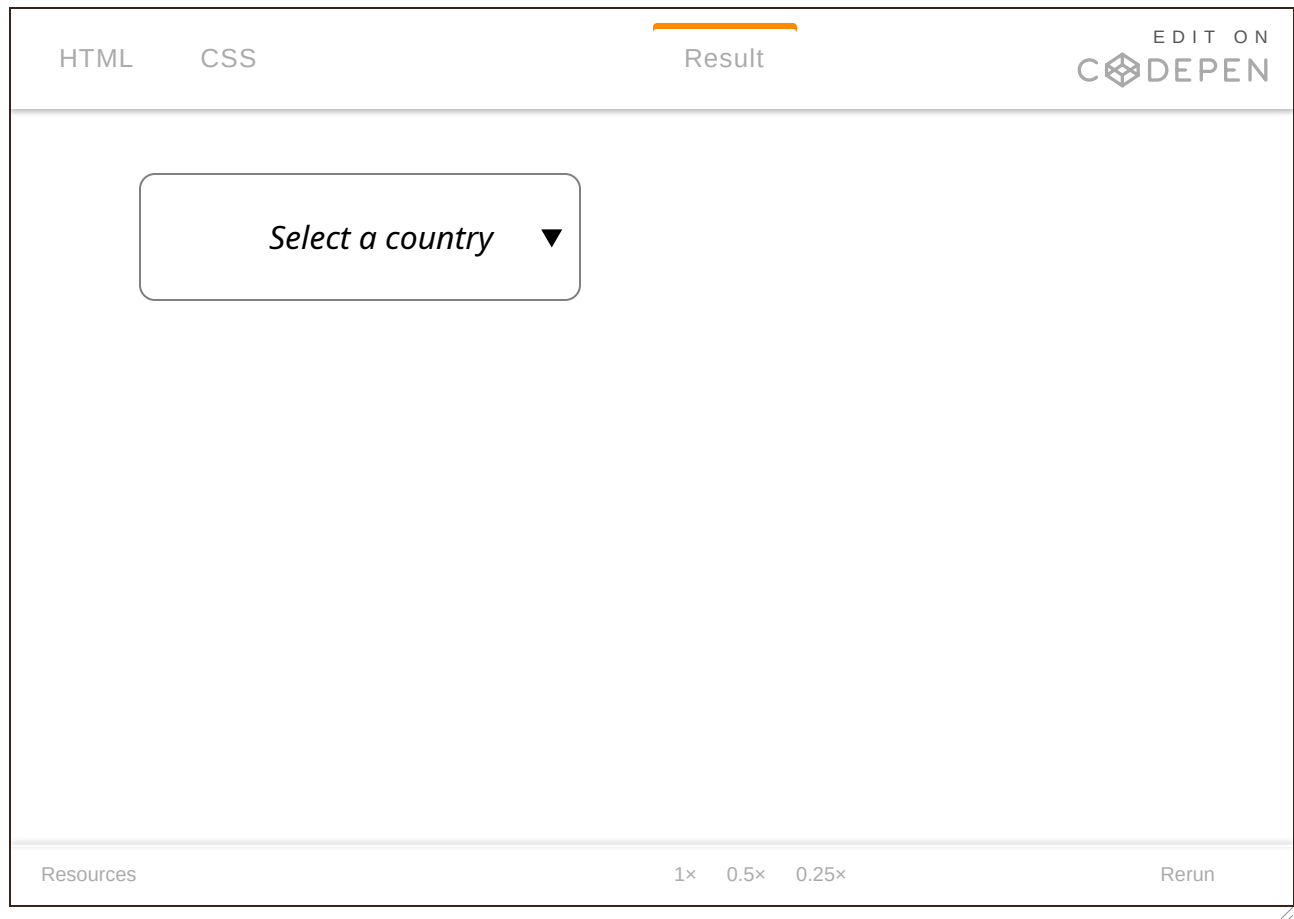 HTML CSS Result EDIT ON
CODEPEN
Select a country ▼
Resources 1× 0.5× 0.25× Rerun